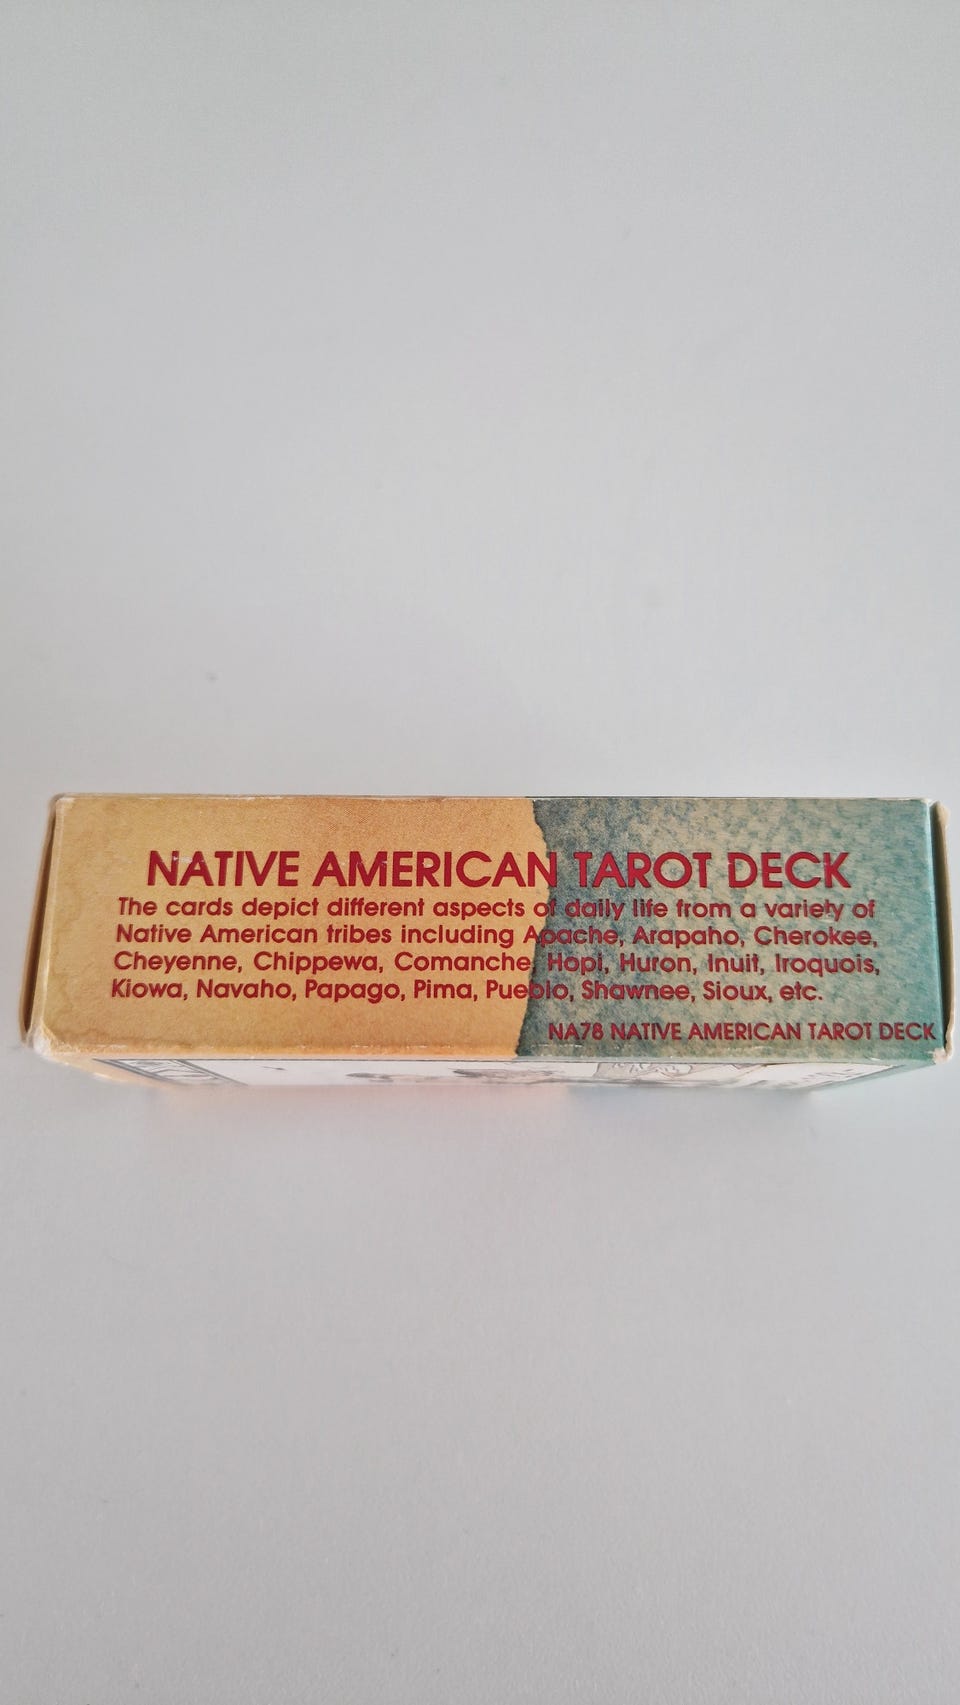 NATIVE AMERICAN TAROT DECK
The cards depict different aspects of daily life from a variety of
Native American tribes including Apache, Arapaho, Cherokee,
Cheyenne, Chippewa, Comanche, Hopi, Huron, Inuit, Iroquois,
Kiowa, Navaho, Papago, Pima, Pueblo, Shawnee, Sioux, etc.
NA78 NATIVE AMERICAN TAROT DECK